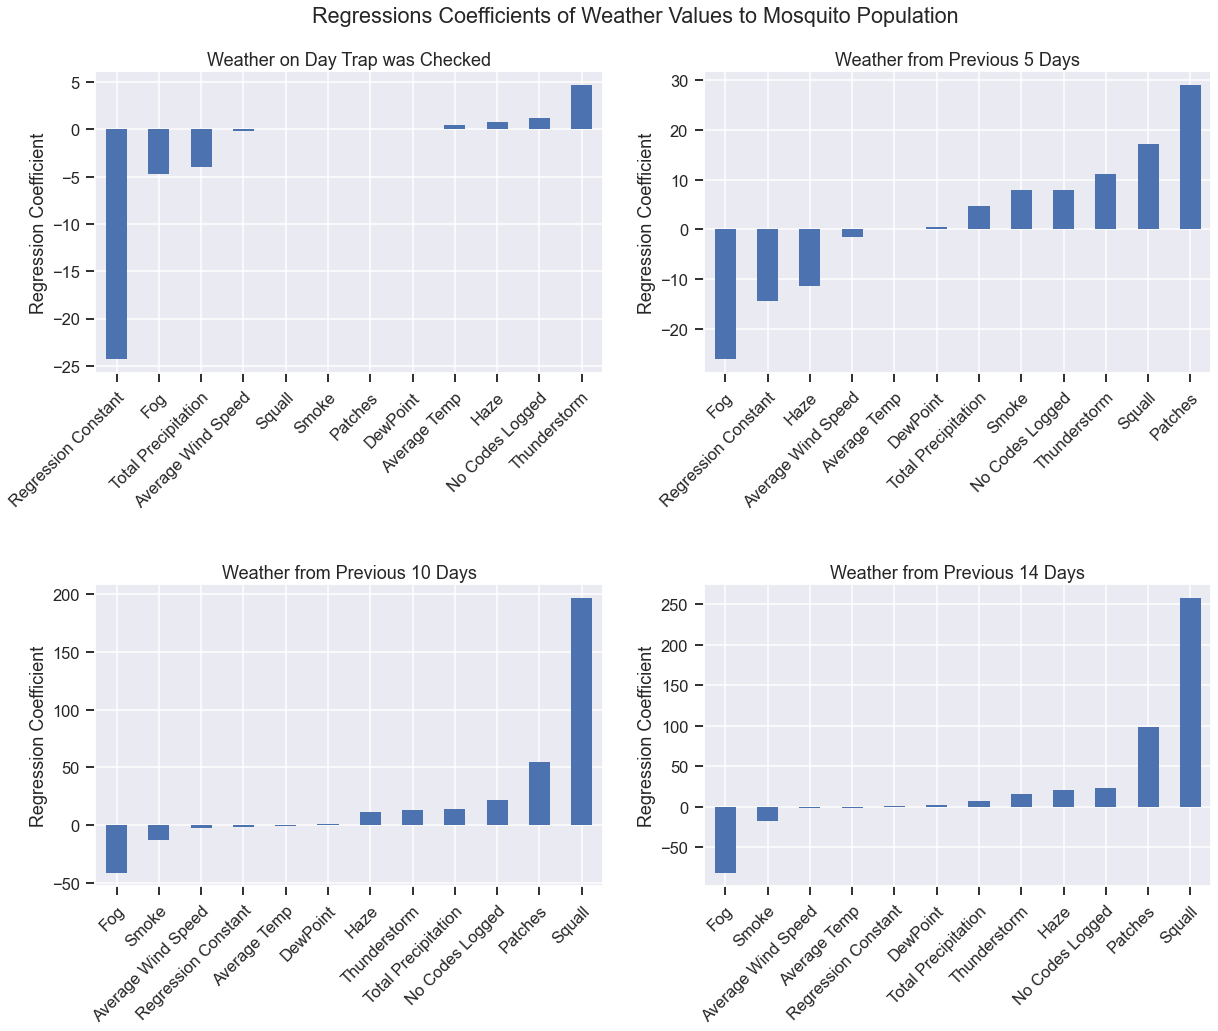 Regressions Coefficients of Weather Values to Mosquito Population
Weather on Day Trap was Checked
Regression Coefficient
5
0
−5
−10
−15
−20
−25
Regression Constant
Fog
Total Precipitation
Average Wind Speed
Squall
Smoke
Patches
DewPoint
Average Temp
Haze
No Codes Logged
Thunderstorm
Weather from Previous 5 Days
Regression Coefficient
30
20
10
0
−10
−20
Fog
Regression Constant
Haze
Average Wind Speed
Average Temp
DewPoint
Total Precipitation
Smoke
No Codes Logged
Thunderstorm
Squall
Patches
Weather from Previous 10 Days
Regression Coefficient
200
150
100
50
0
−50
Fog
Smoke
Average Wind Speed
Regression Constant
Average Temp
DewPoint
Haze
Thunderstorm
Total Precipitation
No Codes Logged
Patches
Squall
Weather from Previous 14 Days
Regression Coefficient
250
200
150
100
50
0
−50
Fog
Smoke
Average Wind Speed
Average Temp
Regression Constant
DewPoint
Total Precipitation
Thunderstorm
Haze
No Codes Logged
Patches
Squall